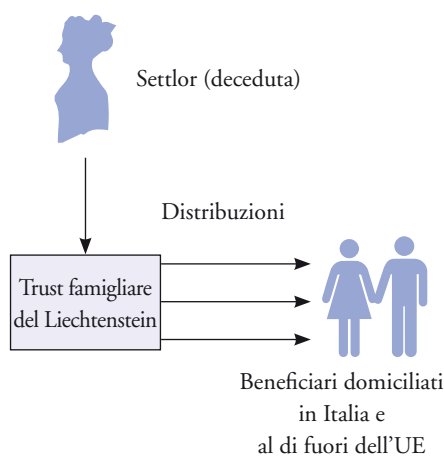 Settlor (deceduta)
Distribuzioni
Trust famigliare
del Liechtenstein
Beneficiari domiciliati
in Italia e
al di fuori dell’UE